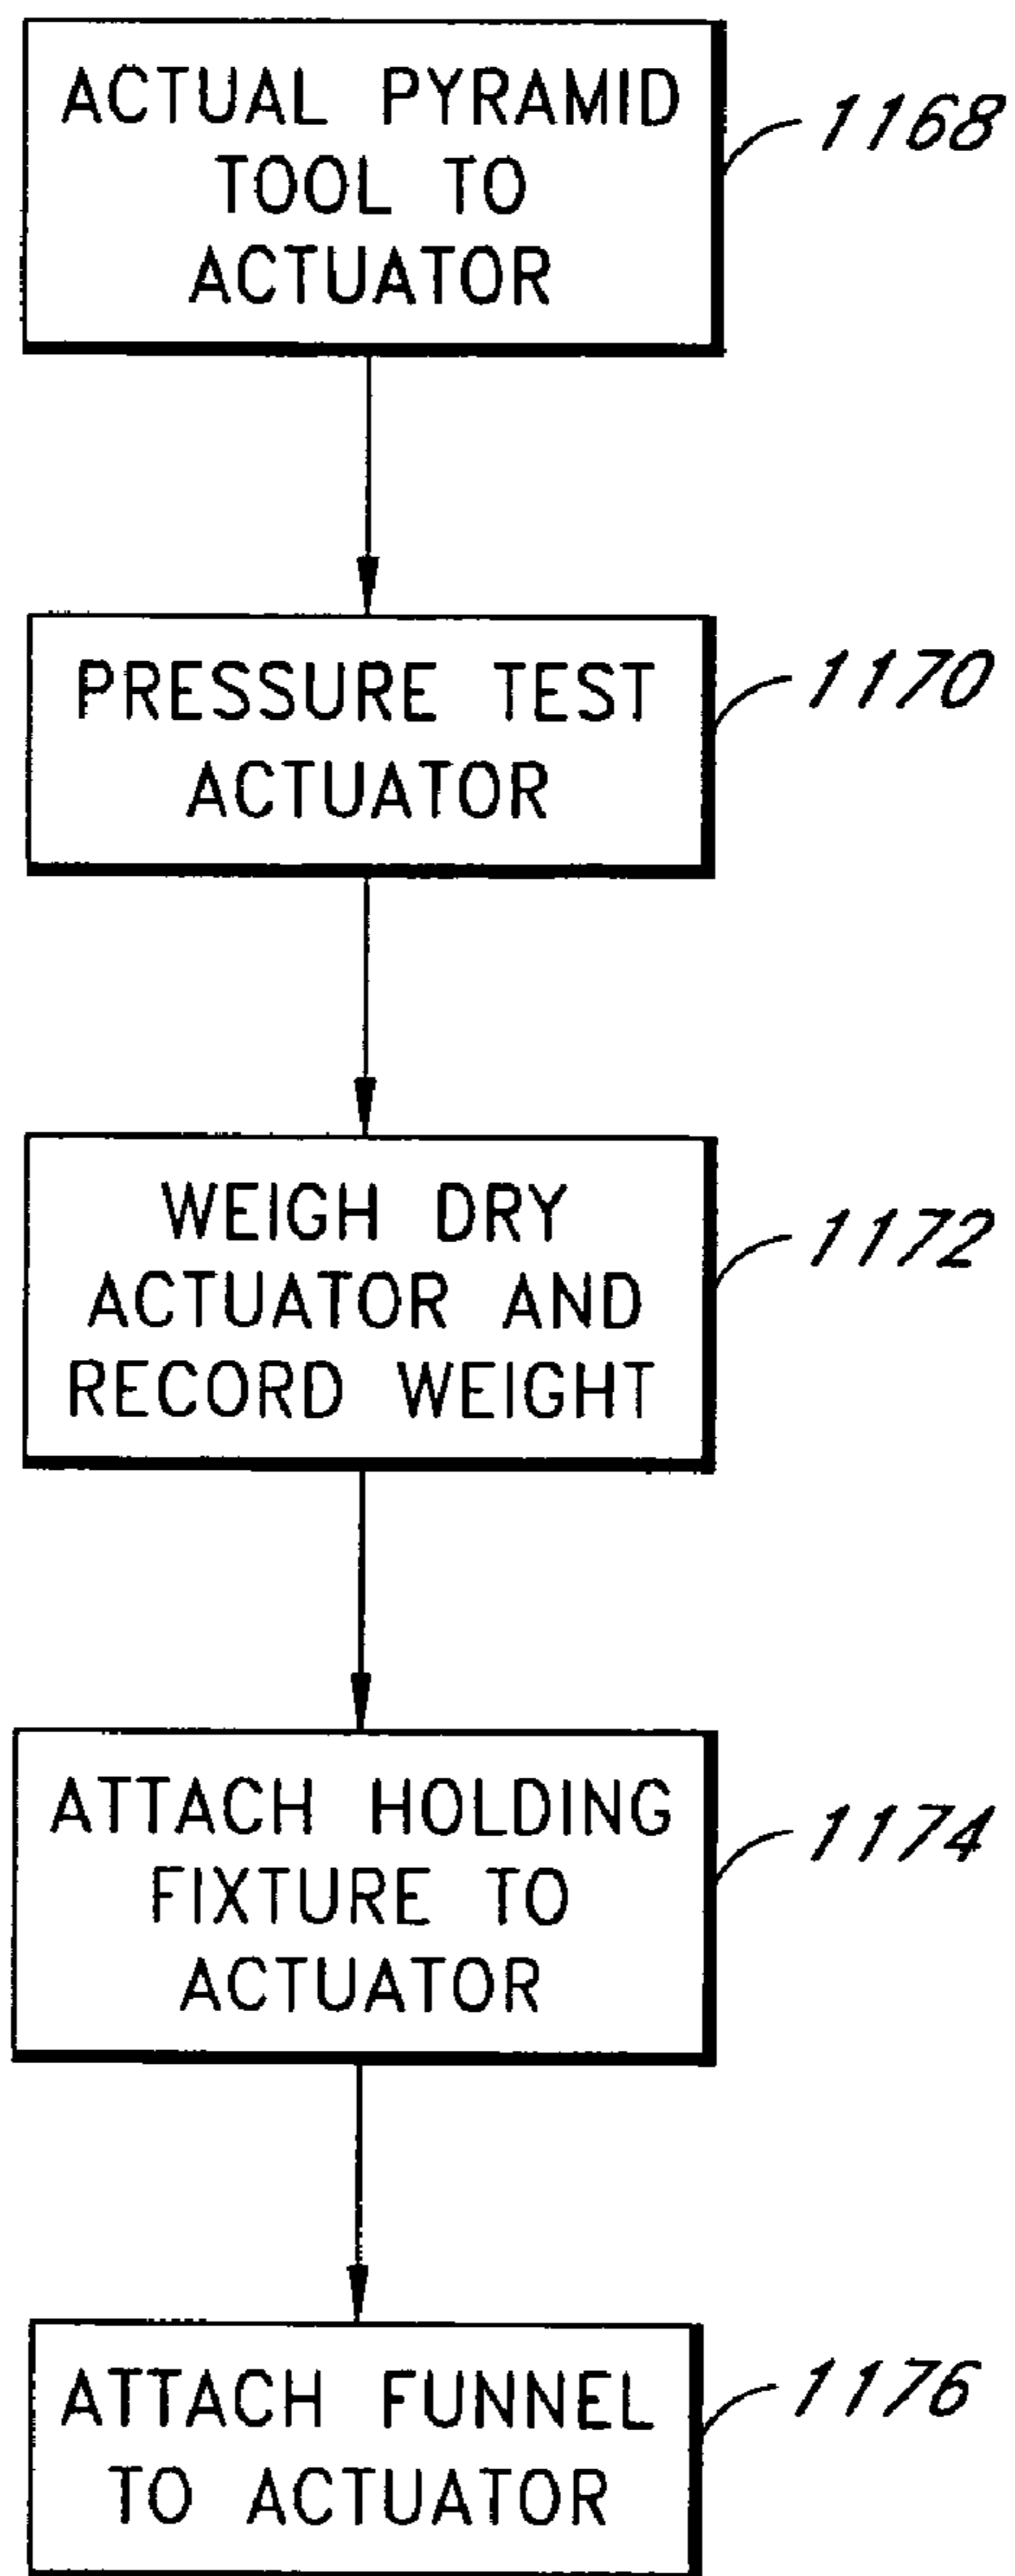 ACTUAL PYRAMID
TOOL TO
ACTUATOR
1168
PRESSURE TEST
ACTUATOR
1170
WEIGH DRY
ACTUATOR AND
RECORD WEIGHT
1172
ATTACH HOLDING
FIXTURE TO
ACTUATOR
1174
ATTACH FUNNEL
TO ACTUATOR
1176